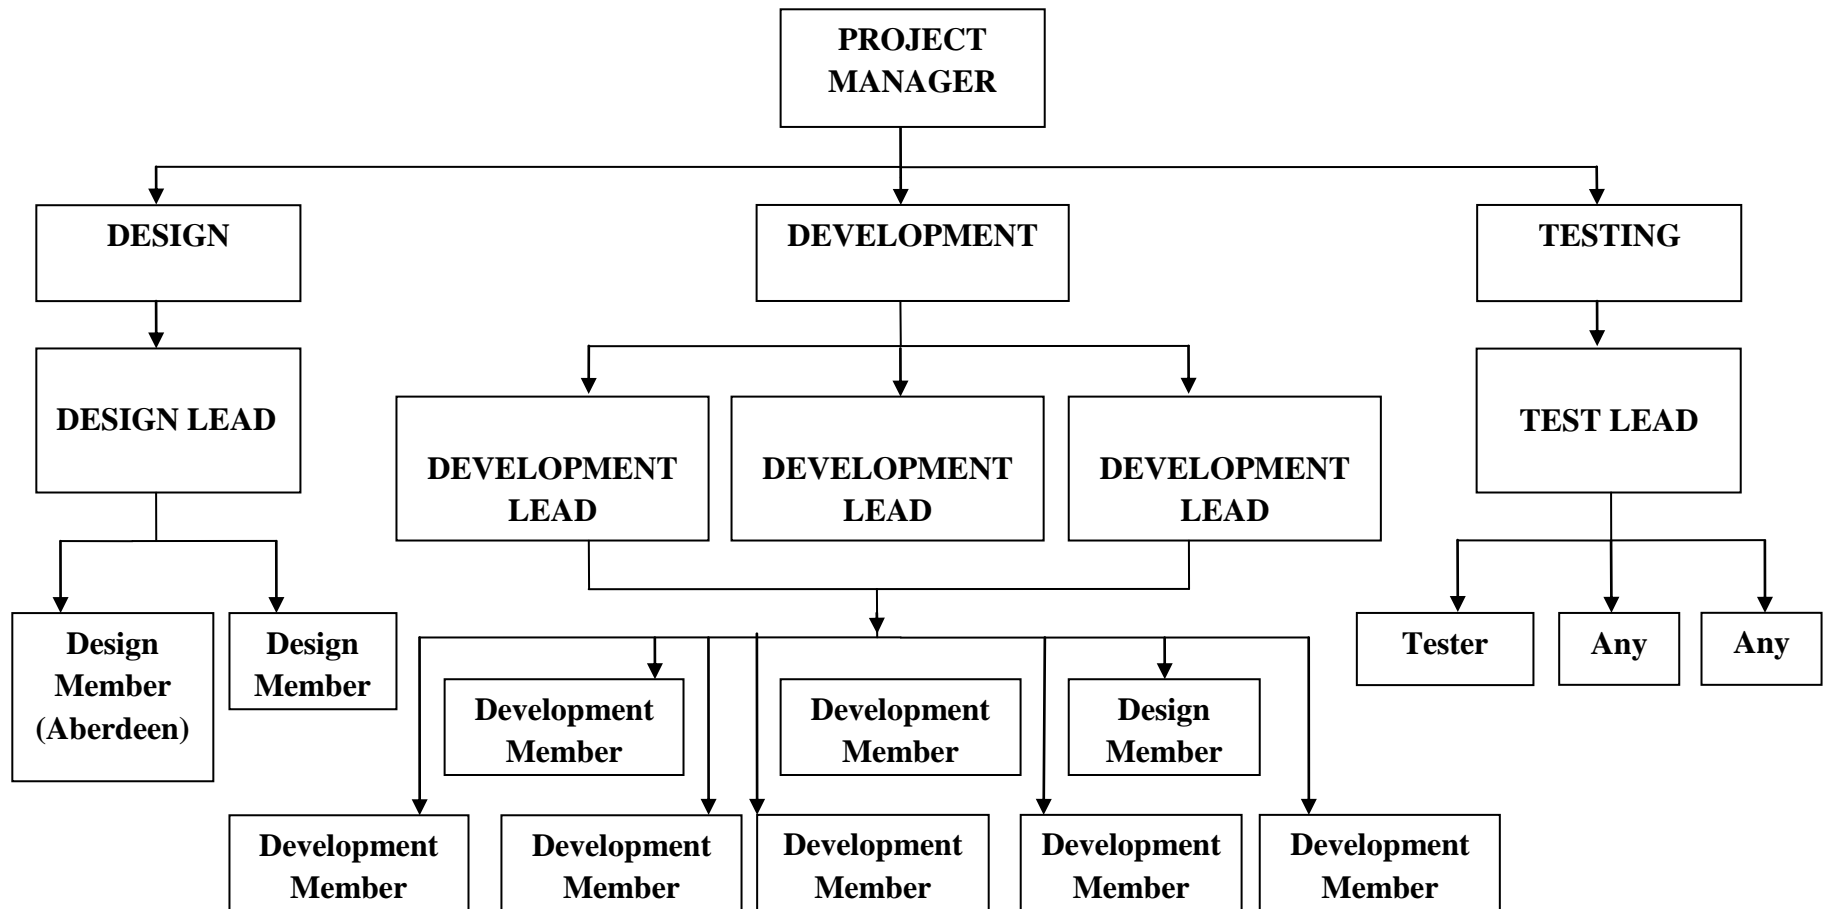 PROJECT
MANAGER
DESIGN
DEVELOPMENT
TESTING
DESIGN LEAD
DEVELOPMENT
LEAD
DEVELOPMENT
LEAD
DEVELOPMENT
LEAD
TEST LEAD
Design
Member
(Aberdeen)
Design
Member
Tester
Any
Any
Development
Member
Development
Member
Design
Member
Development
Member
Development
Member
Development
Member
Development
Member
Development
Member